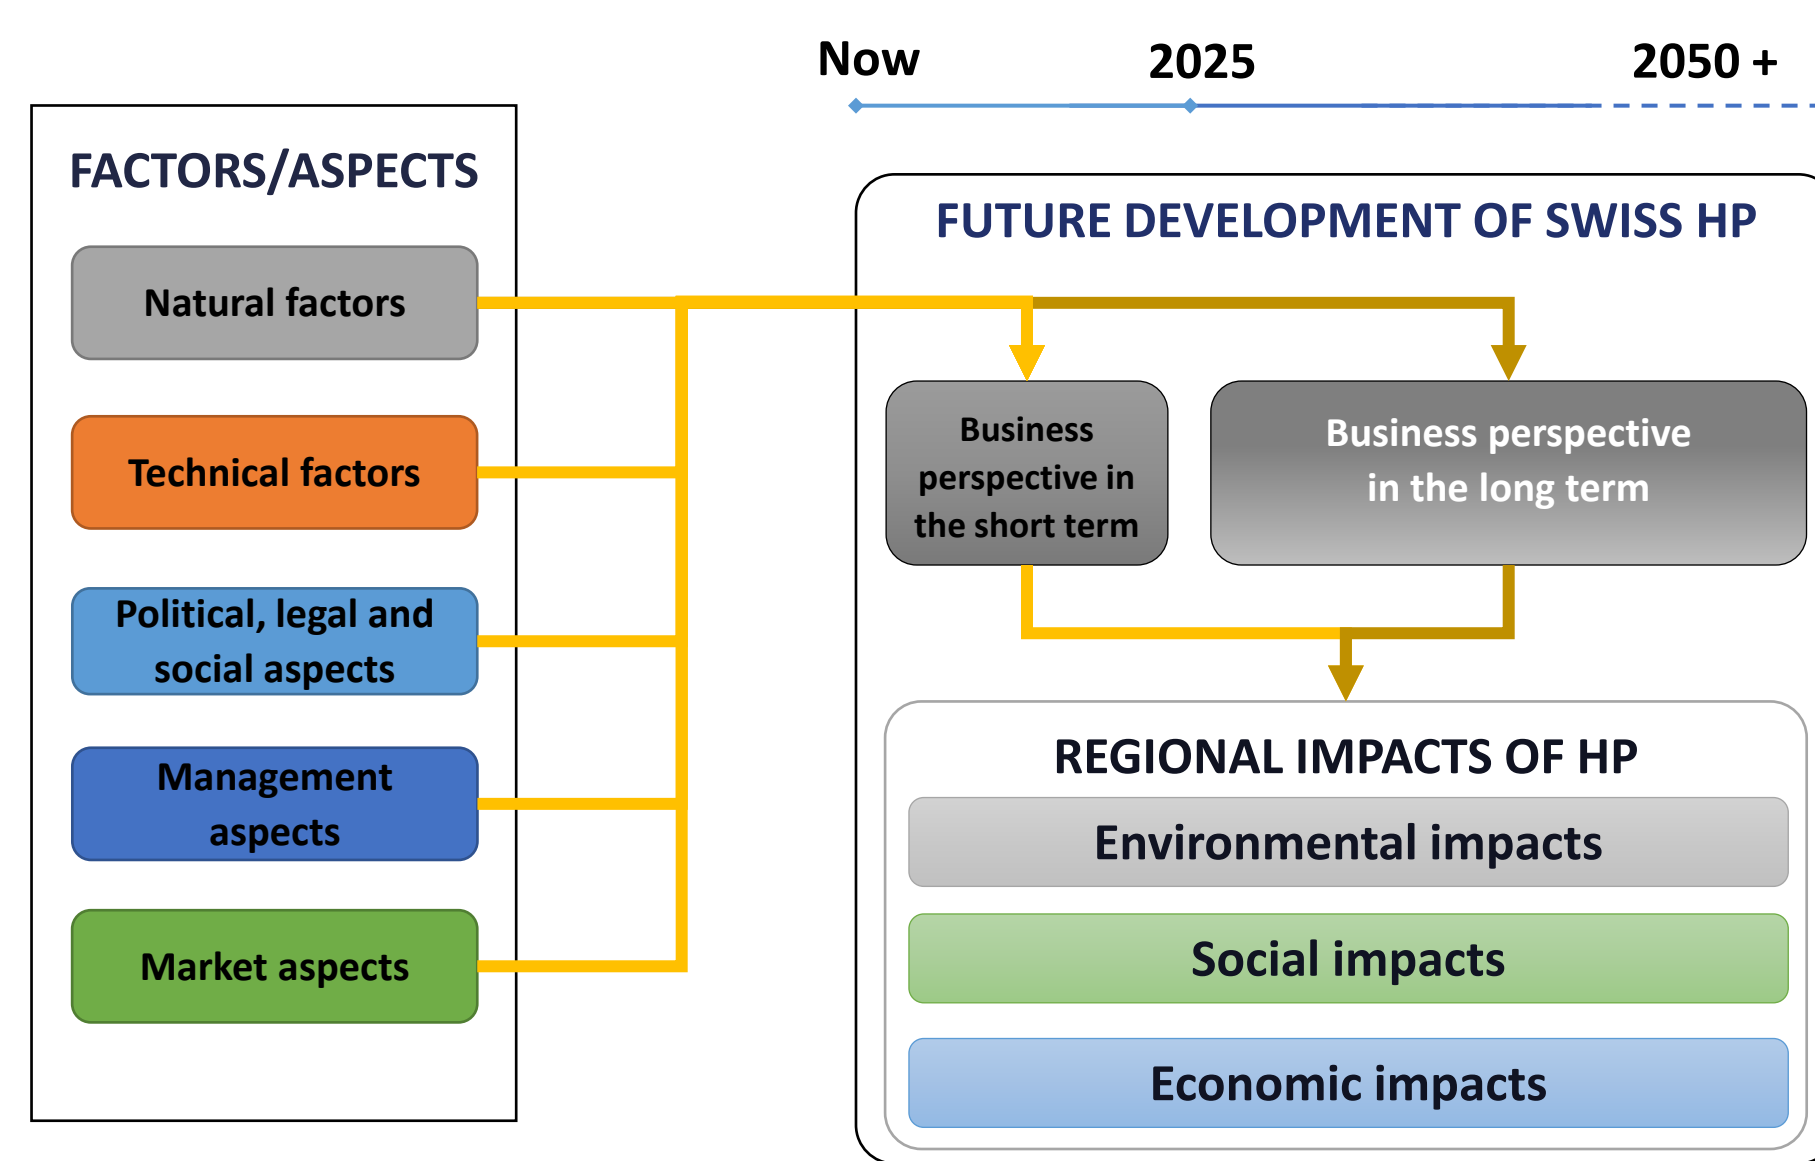 Now 2025 2050 +
FACTORS/ASPECTS
Natural factors
Technical factors
Political, legal and
social aspects
Management
aspects
Market aspects
FUTURE DEVELOPMENT OF SWISS HP
Business
perspective in
the short term
Business perspective
in the long term
REGIONAL IMPACTS OF HP
Environmental impacts
Social impacts
Economic impacts